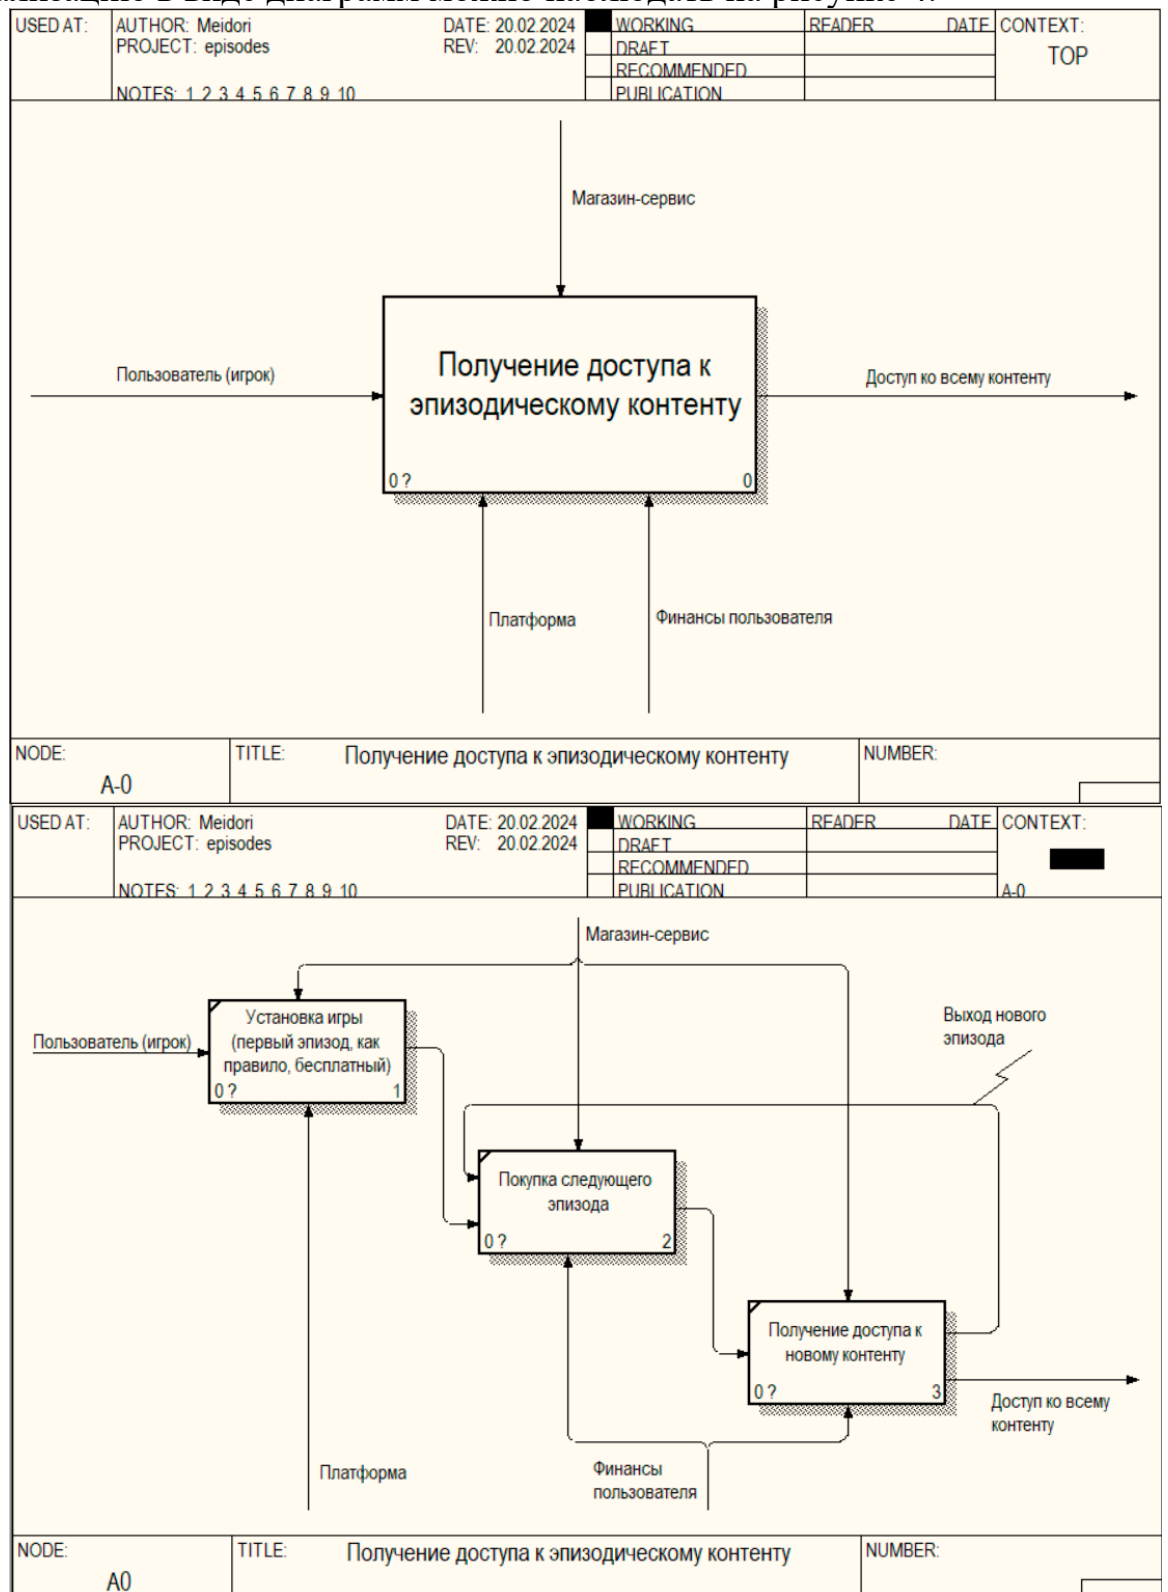 в виде диаграмм можно наблюдать на рисунке 4.
USED AT:
AUTHOR: Meidori
DATE: 20.02.2024
WORKING
READER
DATE
CONTEXT:
PROJECT: episodes
REV: 20.02.2024
DRAFT
TOP
RECOMMENDED
NOTES: 1 2 3 4 5 6 7 8 9 10
PUBLICATION
Магазин-сервис
Пользователь (игрок)
Получение доступа к
эпизодическому контенту
0 ?
0
Доступ ко всему контенту
Платформа
Финансы пользователя
NODE:
A-0
TITLE:
Получение доступа к эпизодическому контенту
NUMBER:
USED AT:
AUTHOR: Meidori
DATE: 20.02.2024
WORKING
READER
DATE
CONTEXT:
PROJECT: episodes
REV: 20.02.2024
DRAFT
RECOMMENDED
NOTES: 1 2 3 4 5 6 7 8 9 10
PUBLICATION
A-0
Магазин-сервис
Пользователь (игрок)
Установка игры
(первый эпизод, как
правило, бесплатный)
0 ?
1
Выход нового
эпизода
Покупка следующего
эпизода
0 ?
2
Получение доступа к
новому контенту
0 ?
3
Доступ ко всему
контенту
Платформа
Финансы
пользователя
NODE:
A0
TITLE:
Получение доступа к эпизодическому контенту
NUMBER: